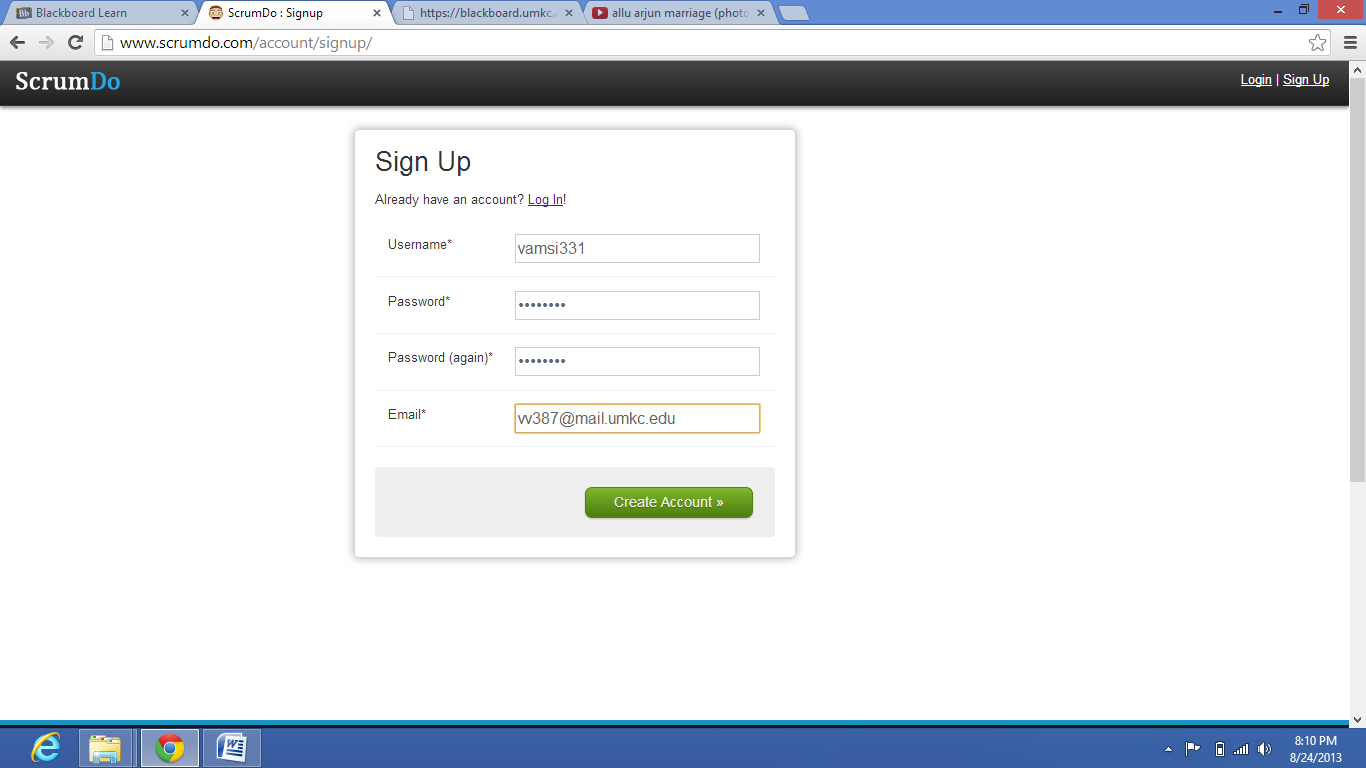 Blackboard Learn
ScrumDo : Signup
https://blackboard.umkc.
allu arjun marriage (photo
www.scrumdo.com/account/signup/
ScrumDo
Login | Sign Up
Sign Up
Already have an account? Log In!
Username* vamsi331
Password* ••••••••
Password (again)* ••••••••
Email* vv387@mail.umkc.edu
Create Account »
8:10 PM
8/24/2013